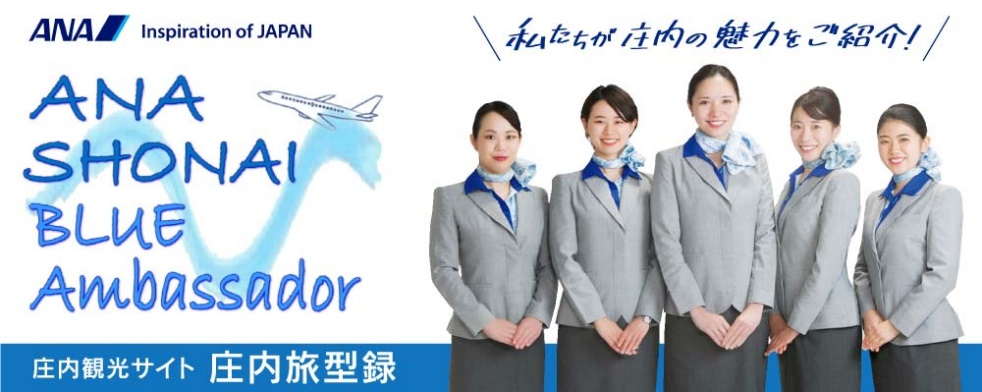 ANA Inspiration of JAPAN
私たちが庄内の魅力をご紹介!
ANA
SHONAI
BLUE
Ambassador
庄内観光サイト 庄内旅型録